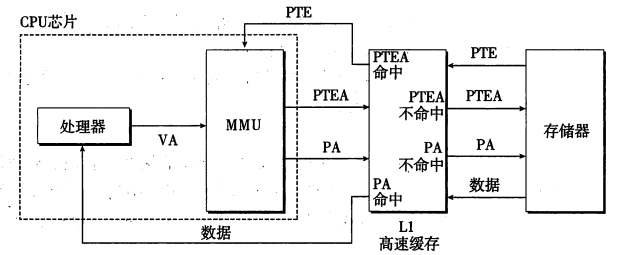 PTE
CPU芯片
PTEA
命中
PTE
PTEA
PTEA
不命中
PTEA
处理器
VA
MMU
存储器
PA
PA
不命中
PA
PA
命中
数据
数据
L1
高速缓存